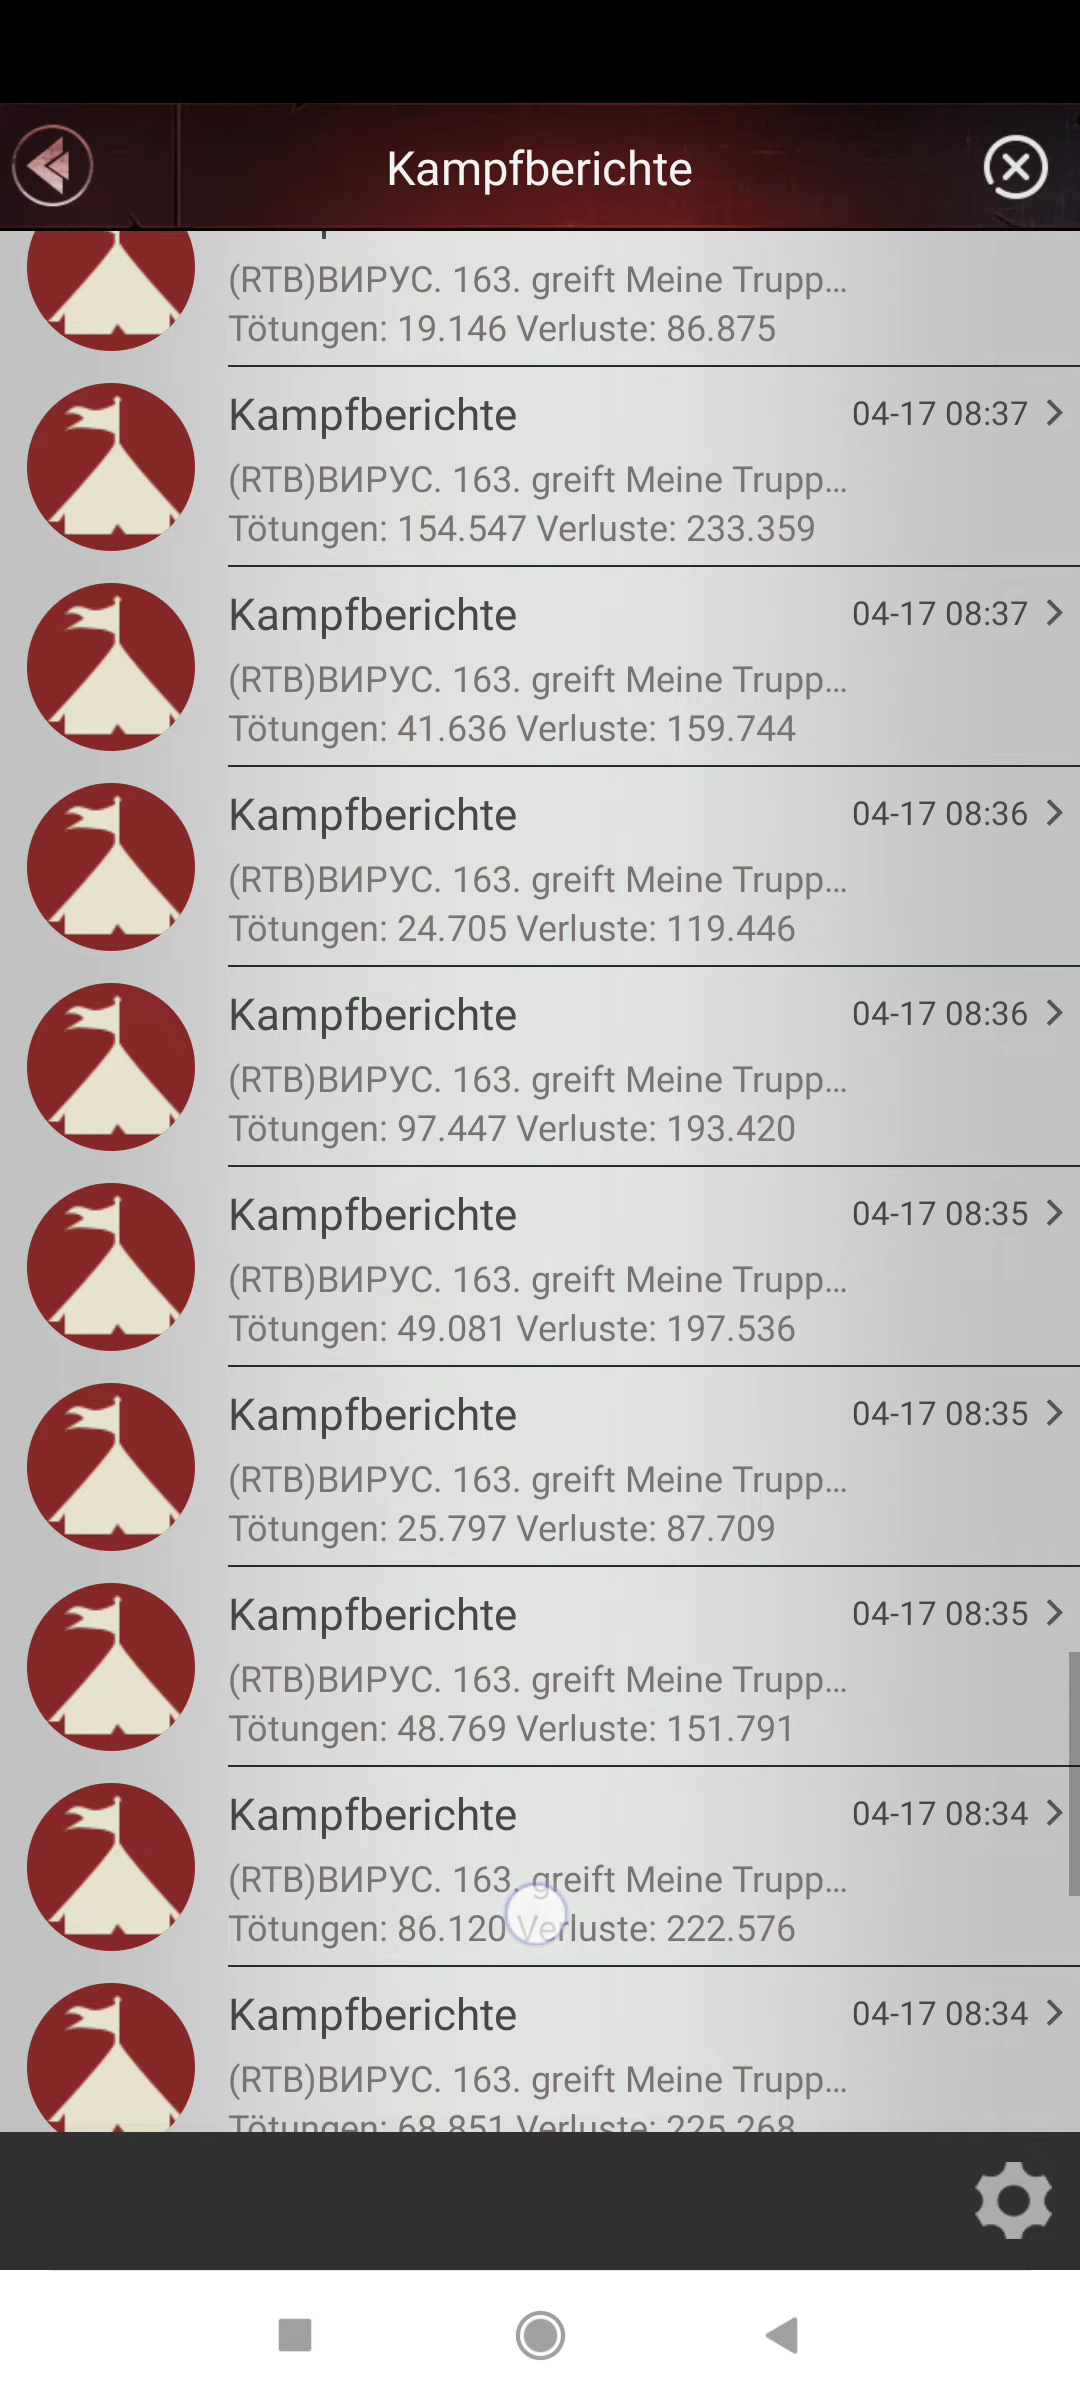 Kampfberichte
(RTB)ВИРУС. 163. greift Meine Trupp...
Tötungen: 19.146 Verluste: 86.875
Kampfberichte 04-17 08:37
(RTB)ВИРУС. 163. greift Meine Trupp...
Tötungen: 154.547 Verluste: 233.359
Kampfberichte 04-17 08:37
(RTB)ВИРУС. 163. greift Meine Trupp...
Tötungen: 41.636 Verluste: 159.744
Kampfberichte 04-17 08:36
(RTB)ВИРУС. 163. greift Meine Trupp...
Tötungen: 24.705 Verluste: 119.446
Kampfberichte 04-17 08:36
(RTB)ВИРУС. 163. greift Meine Trupp...
Tötungen: 97.447 Verluste: 193.420
Kampfberichte 04-17 08:35
(RTB)ВИРУС. 163. greift Meine Trupp...
Tötungen: 49.081 Verluste: 197.536
Kampfberichte 04-17 08:35
(RTB)ВИРУС. 163. greift Meine Trupp...
Tötungen: 25.797 Verluste: 87.709
Kampfberichte 04-17 08:35
(RTB)ВИРУС. 163. greift Meine Trupp...
Tötungen: 48.769 Verluste: 151.791
Kampfberichte 04-17 08:34
(RTB)ВИРУС. 163. greift Meine Trupp...
Tötungen: 86.120 Verluste: 222.576
Kampfberichte 04-17 08:34
(RTB)ВИРУС. 163. greift Meine Trupp...
Tötungen: 68.851 Verluste: 225.268